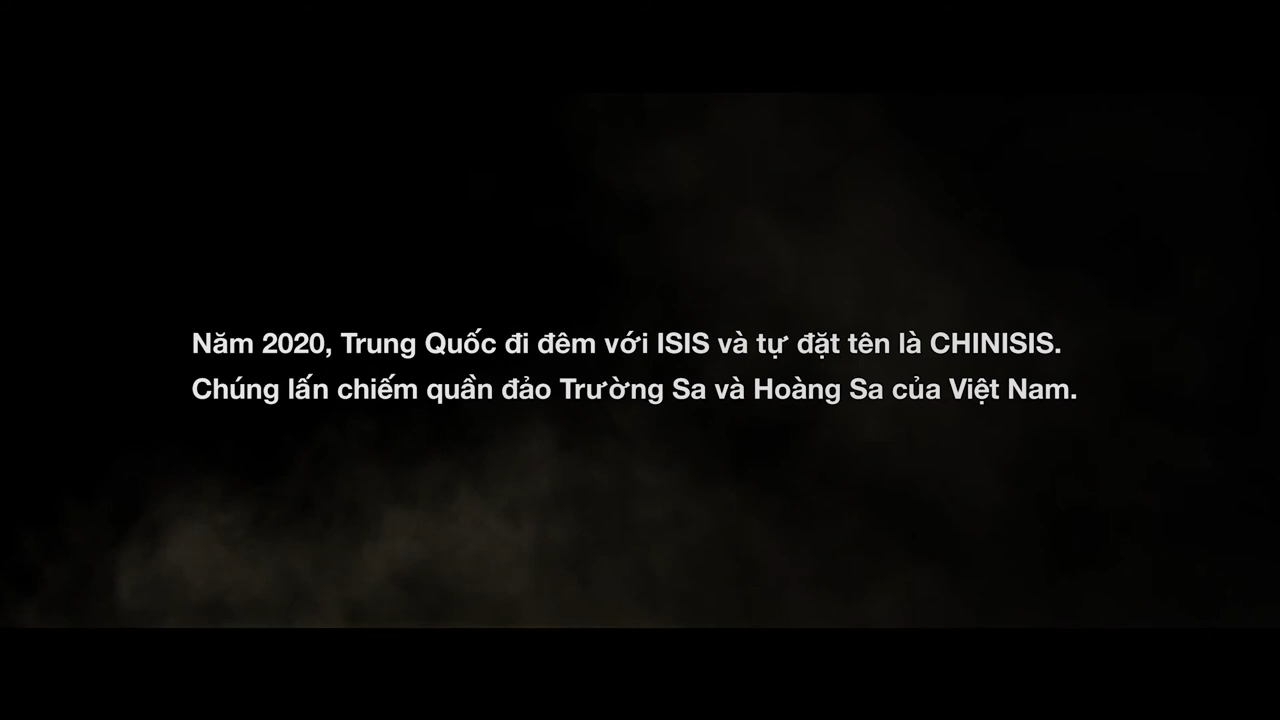 Năm 2020, Trung Quốc đi đêm với ISIS và tự đặt tên là CHINISIS.
Chúng lấn chiếm quần đảo Trường Sa và Hoàng Sa của Việt Nam.